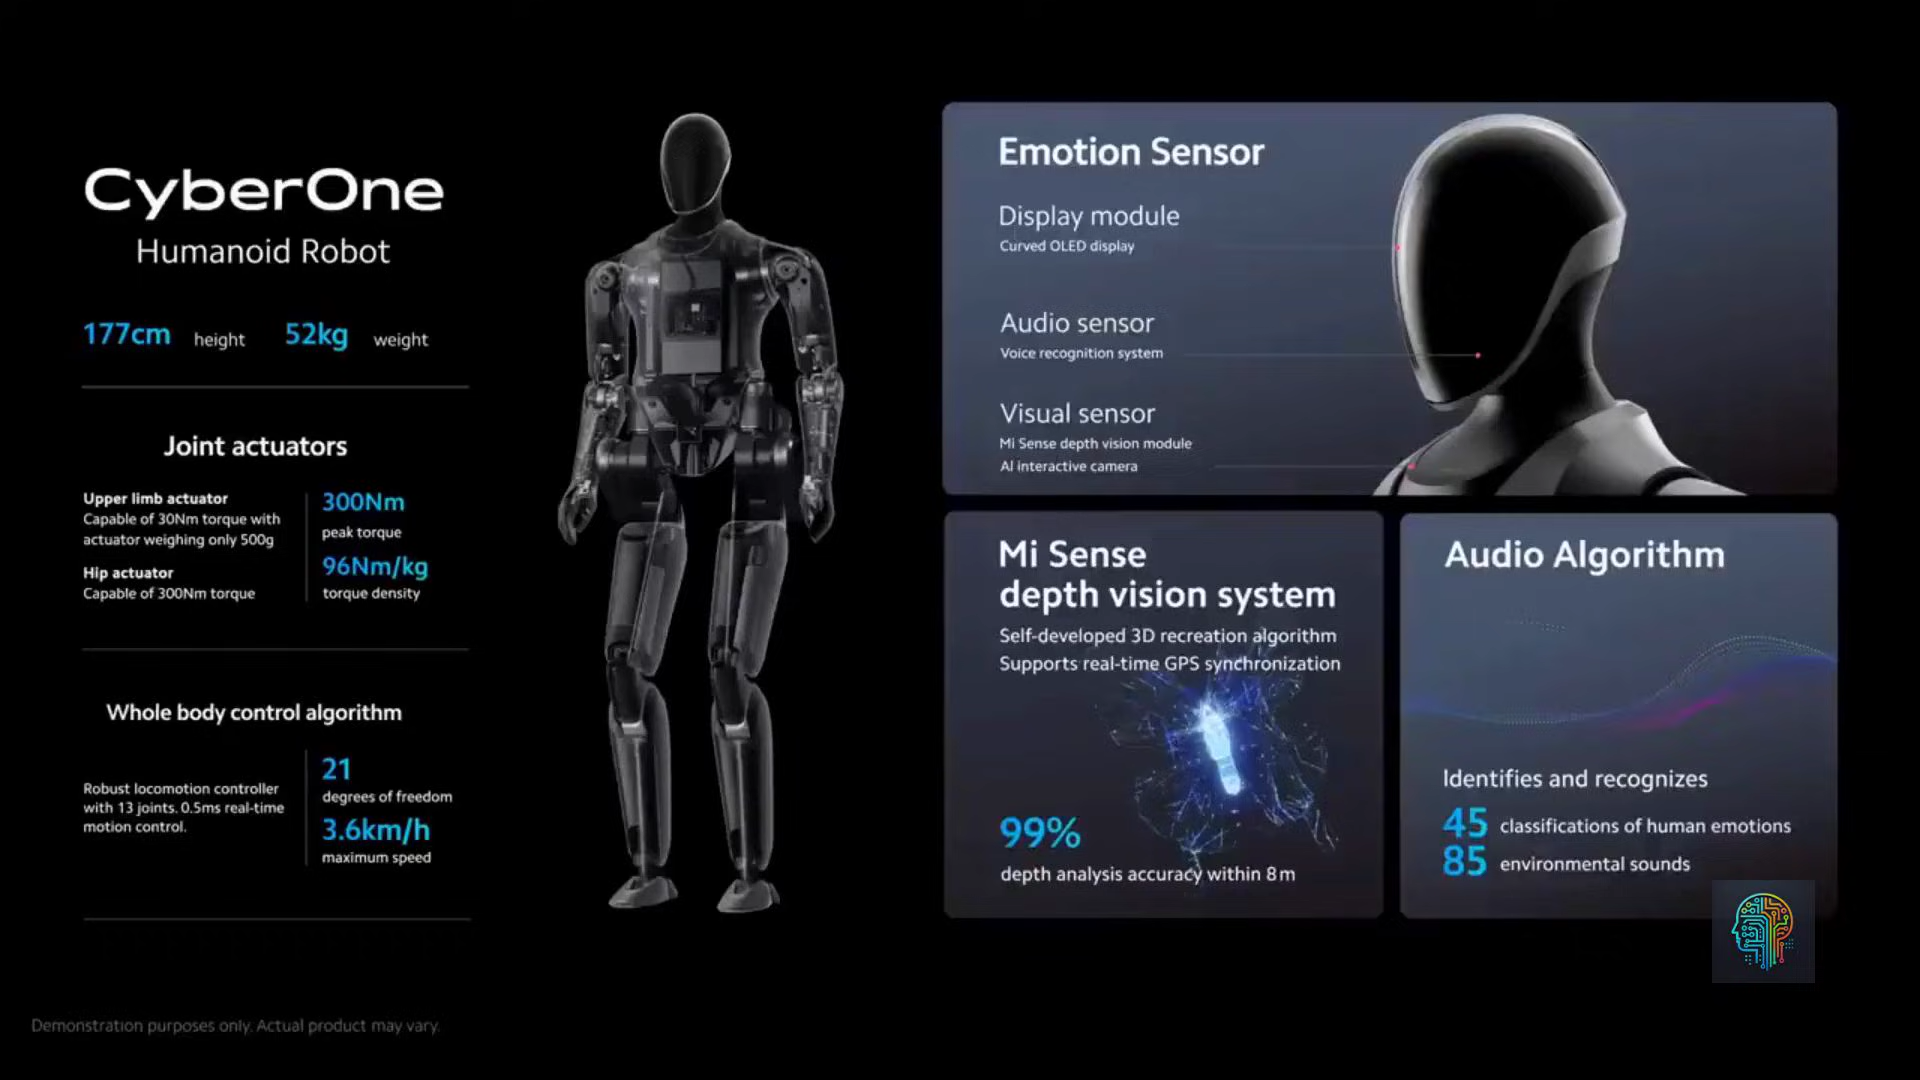 CyberOne
Humanoid Robot
177cm height 52kg weight
Joint actuators
Upper limb actuator
Capable of 30Nm torque with
actuator weighing only 500g
Hip actuator
Capable of 300Nm torque
300Nm
peak torque
96Nm/kg
torque density
Whole body control algorithm
Robust locomotion controller
with 13 joints. 0.5ms real-time
motion control.
21
degrees of freedom
3.6km/h
maximum speed
Emotion Sensor
Display module
Curved OLED display
Audio sensor
Voice recognition system
Visual sensor
Mi Sense depth vision module
AI interactive camera
Mi Sense
depth vision system
Self-developed 3D recreation algorithm
Supports real-time GPS synchronization
99%
depth analysis accuracy within 8m
Audio Algorithm
Identifies and recognizes
45 classifications of human emotions
85 environmental sounds
Demonstration purposes only. Actual product may vary.